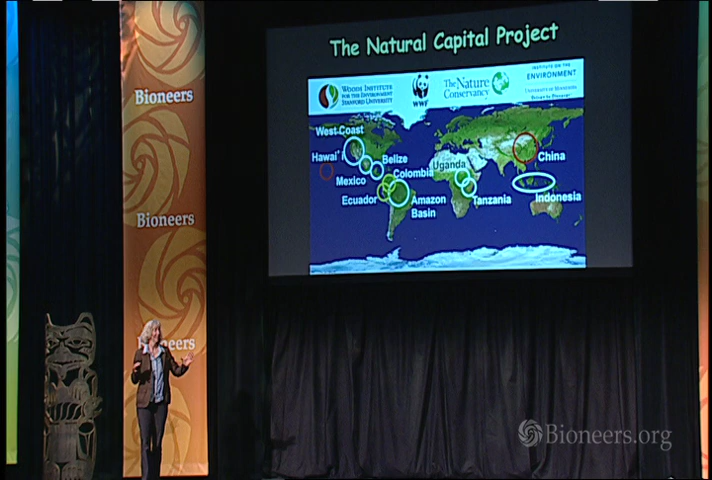 The Natural Capital Project
WOODS INSTITUTE
FOR THE ENVIRONMENT
STANFORD UNIVERSITY
WWF
The Nature
Conservancy
INSTITUTE ON THE
ENVIRONMENT
UNIVERSITY OF MINNESOTA
West Coast
Hawai'i
Mexico
Belize
Colombia
Ecuador
Amazon
Basin
Uganda
Tanzania
China
Indonesia
Bioneers
Bioneers
neers
Bioneers.org